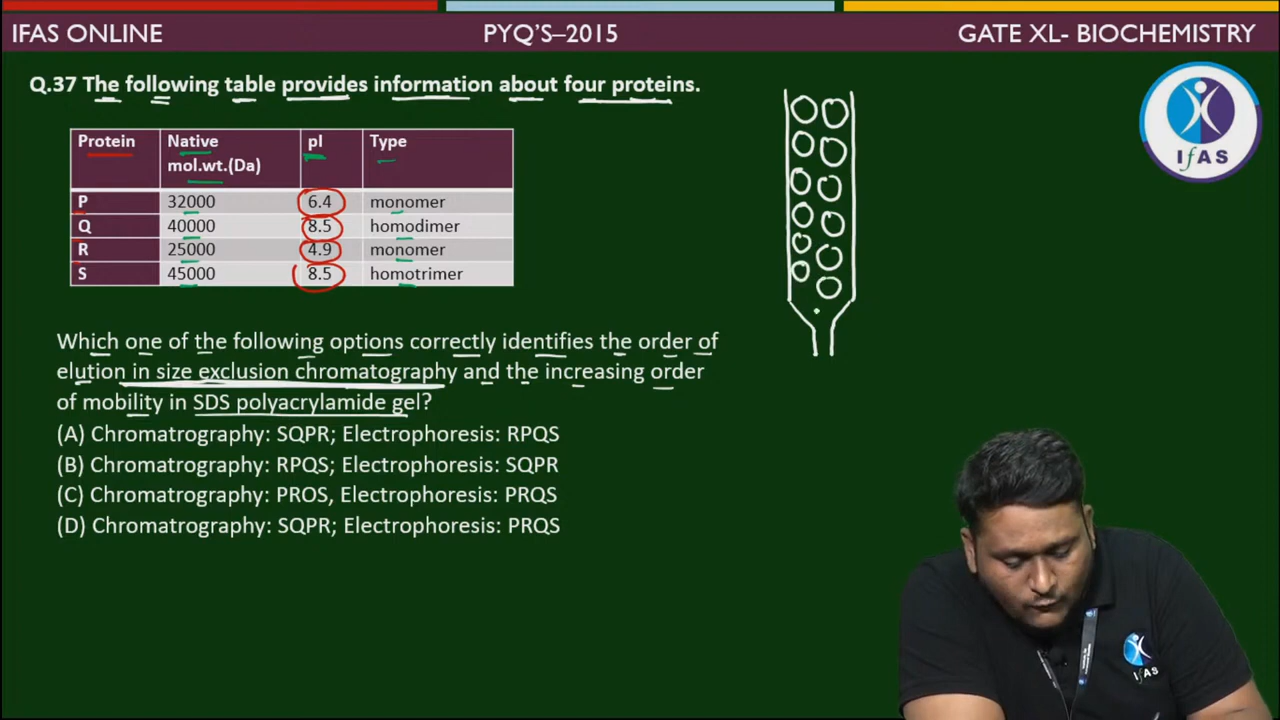 IFAS ONLINE
PYQ'S–2015
GATE XL- BIOCHEMISTRY
Q.37 The following table provides information about four proteins.
Protein Native mol.wt.(Da) pI Type
P 32000 6.4 monomer
Q 40000 8.5 homodimer
R 25000 4.9 monomer
S 45000 8.5 homotrimer
Which one of the following options correctly identifies the order of
elution in size exclusion chromatography and the increasing order
of mobility in SDS polyacrylamide gel?
(A) Chromatrography: SQPR; Electrophoresis: RPQS
(B) Chromatrography: RPQS; Electrophoresis: SQPR
(C) Chromatrography: PROS, Electrophoresis: PRQS
(D) Chromatrography: SQPR; Electrophoresis: PRQS
IfAS
IfAS